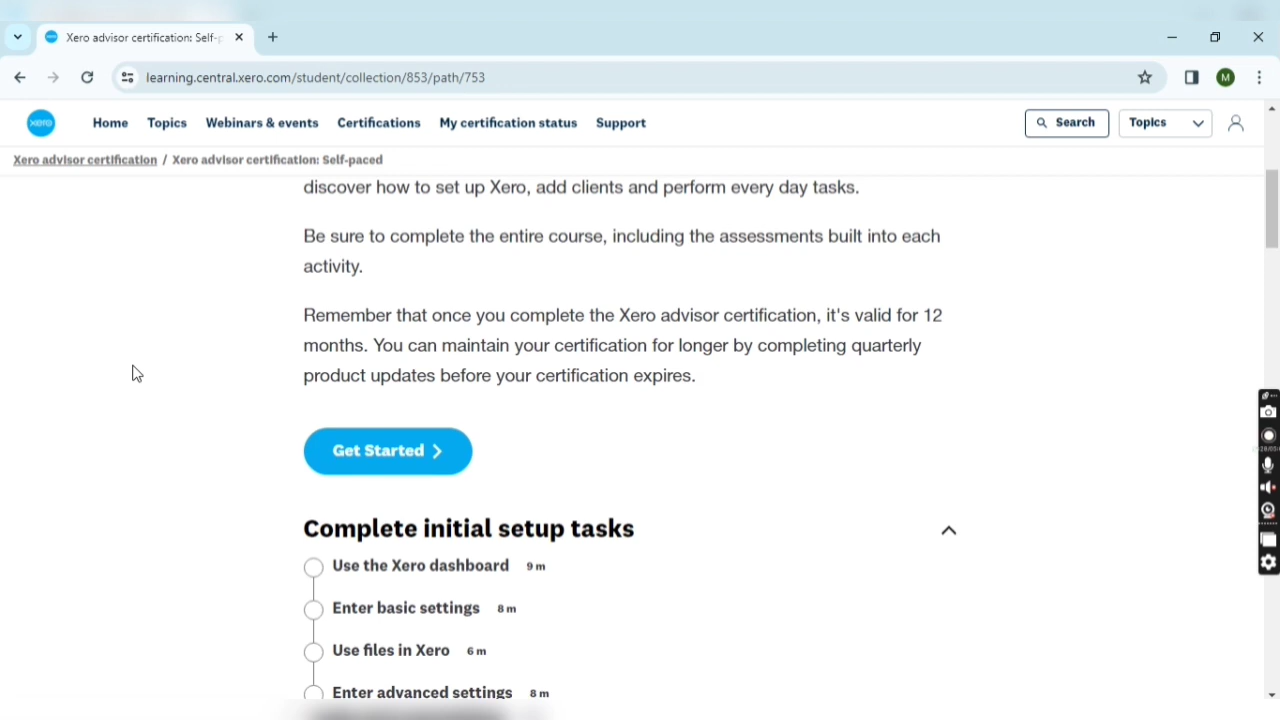 Xero advisor certification: Self-p
learning.central.xero.com/student/collection/853/path/753
M
xero
Home Topics Webinars & events Certifications My certification status Support
Search
Topics
Xero advisor certification / Xero advisor certification: Self-paced
discover how to set up Xero, add clients and perform every day tasks.
Be sure to complete the entire course, including the assessments built into each
activity.
Remember that once you complete the Xero advisor certification, it's valid for 12
months. You can maintain your certification for longer by completing quarterly
product updates before your certification expires.
Get Started
Complete initial setup tasks
Use the Xero dashboard 9 m
Enter basic settings 8 m
Use files in Xero 6 m
Enter advanced settings 8 m